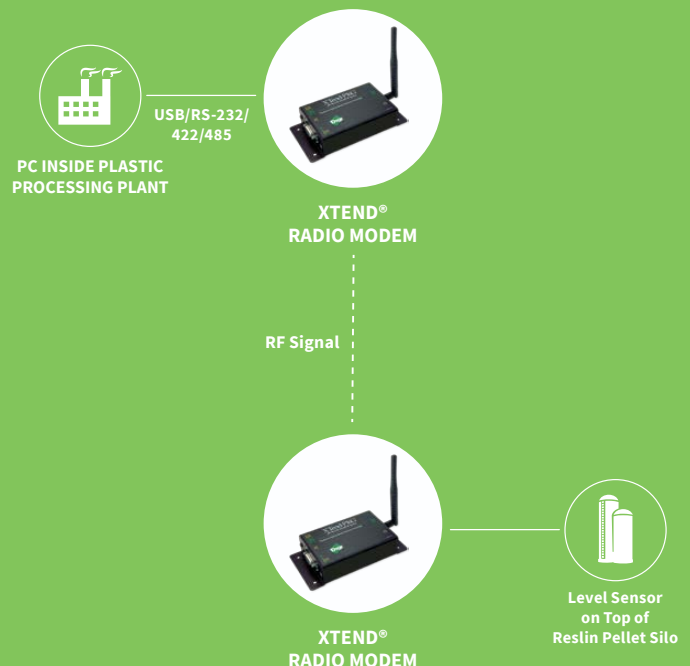 USB/RS-232/
422/485
PC INSIDE PLASTIC
PROCESSING PLANT
XTEND®
RADIO MODEM
RF Signal
XTEND®
RADIO MODEM
Level Sensor
on Top of
Reslin Pellet Silo